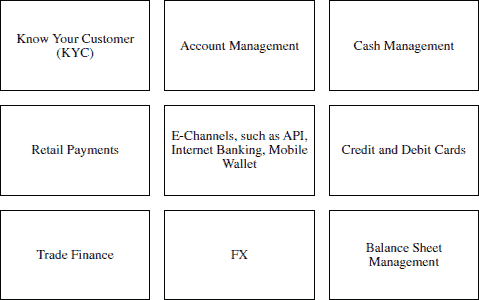 Know Your Customer
(KYC)
Account Management
Cash Management
Retail Payments
E-Channels, such as API,
Internet Banking, Mobile
Wallet
Credit and Debit Cards
Trade Finance
FX
Balance Sheet
Management